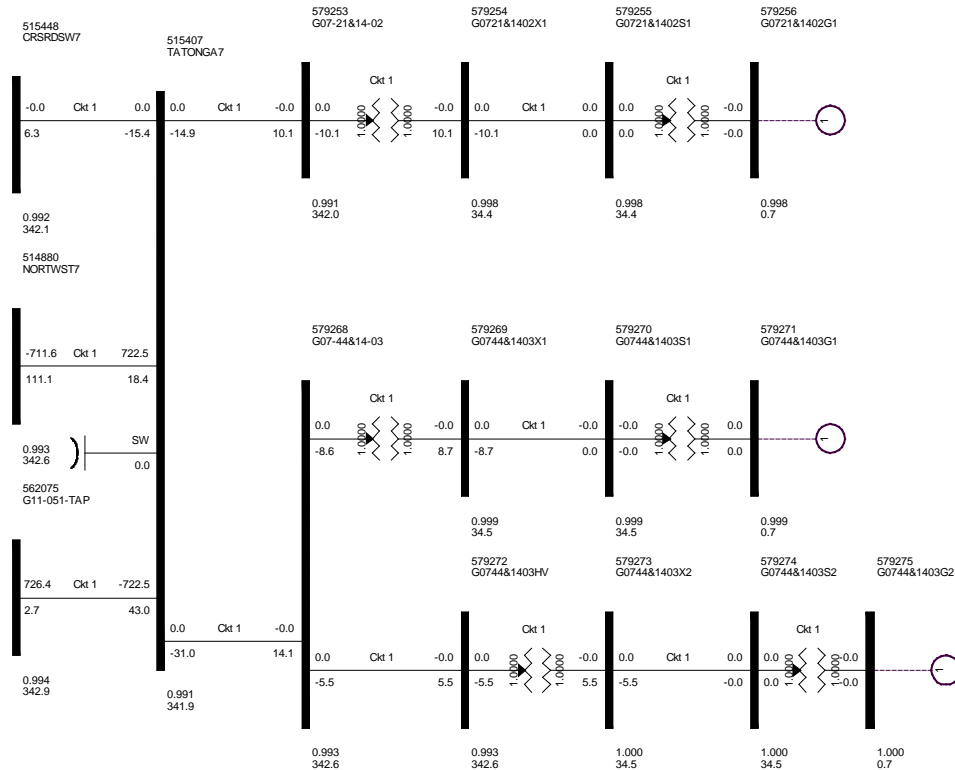 579253
G07-21&14-02
579254
G0721&1402X1
579255
G0721&1402S1
579256
G0721&1402G1
515448
CRSRDSW7
515407
TATONGA7
Ckt 1
Ckt 1
-0.0 Ckt 1 0.0
0.0 Ckt 1 -0.0
0.0 1.0000 1.0000 -0.0
0.0 Ckt 1 -0.0
0.0 1.0000 1.0000 -0.0
1
6.3 -15.4
-14.9 10.1
-10.1 10.1
-10.1 0.0
0.0 -0.0
0.992
342.1
0.991
342.0
0.998
34.4
0.998
34.4
0.998
0.7
514880
NORTWST7
579268
G07-44&14-03
579269
G0744&1403X1
579270
G0744&1403S1
579271
G0744&1403G1
-711.6 Ckt 1 722.5
111.1 18.4
Ckt 1
Ckt 1
0.0 1.0000 1.0000 -0.0
0.0 Ckt 1 -0.0
-0.0 1.0000 1.0000 0.0
1
-8.6 8.7
-8.7 0.0
-0.0 0.0
0.993
342.6
SW
0.0
562075
G11-051-TAP
0.999
34.5
0.999
34.5
0.999
0.7
579272
G0744&1403HV
579273
G0744&1403X2
579274
G0744&1403S2
579275
G0744&1403G2
726.4 Ckt 1 -722.5
2.7 43.0
0.0 Ckt 1 -0.0
-31.0 14.1
Ckt 1
Ckt 1
0.0 Ckt 1 -0.0
0.0 1.0000 1.0000 -0.0
0.0 Ckt 1 -0.0
0.0 1.0000 1.0000 -0.0
1
-5.5 5.5
-5.5 5.5
-5.5 -0.0
0.0 -0.0
0.994
342.9
0.991
341.9
0.993
342.6
0.993
342.6
1.000
34.5
1.000
34.5
1.000
0.7